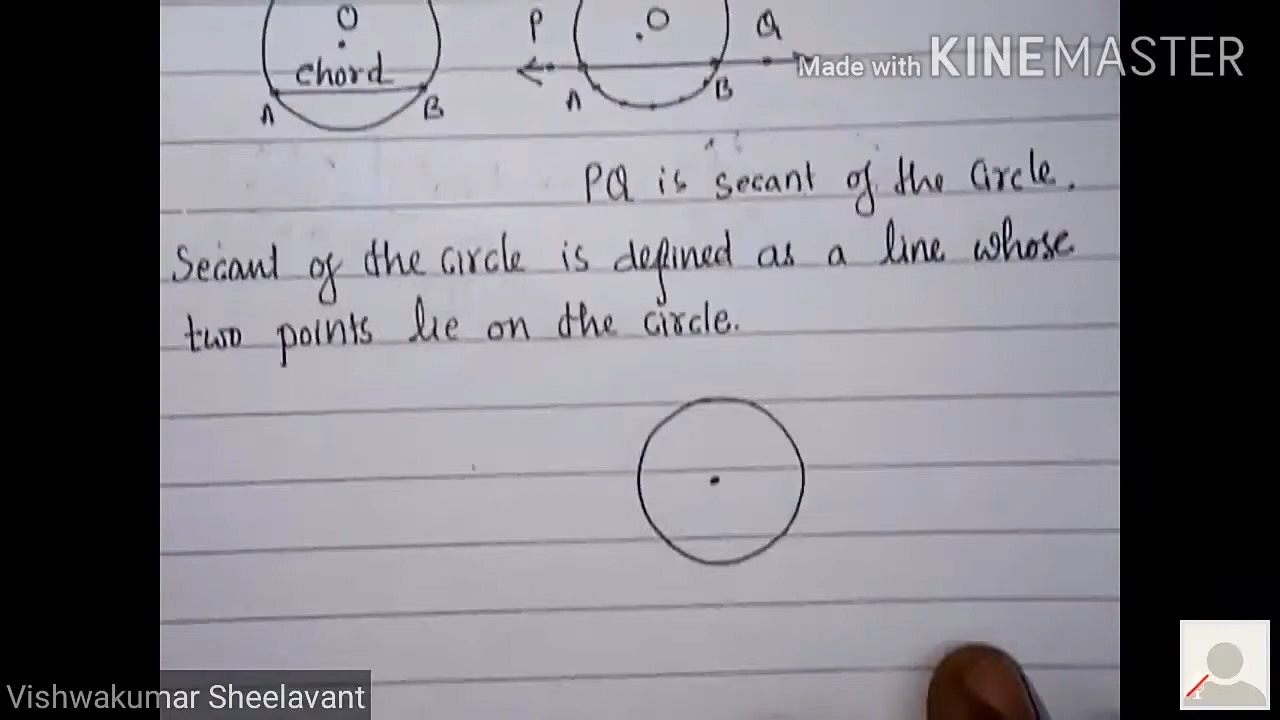 O
chord
A
B
P
O
Q
A
B
Made with KINEMASTER
PQ is secant of the circle.
Secant of the circle is defined as a line whose
two points lie on the circle.
Vishwakumar Sheelavant